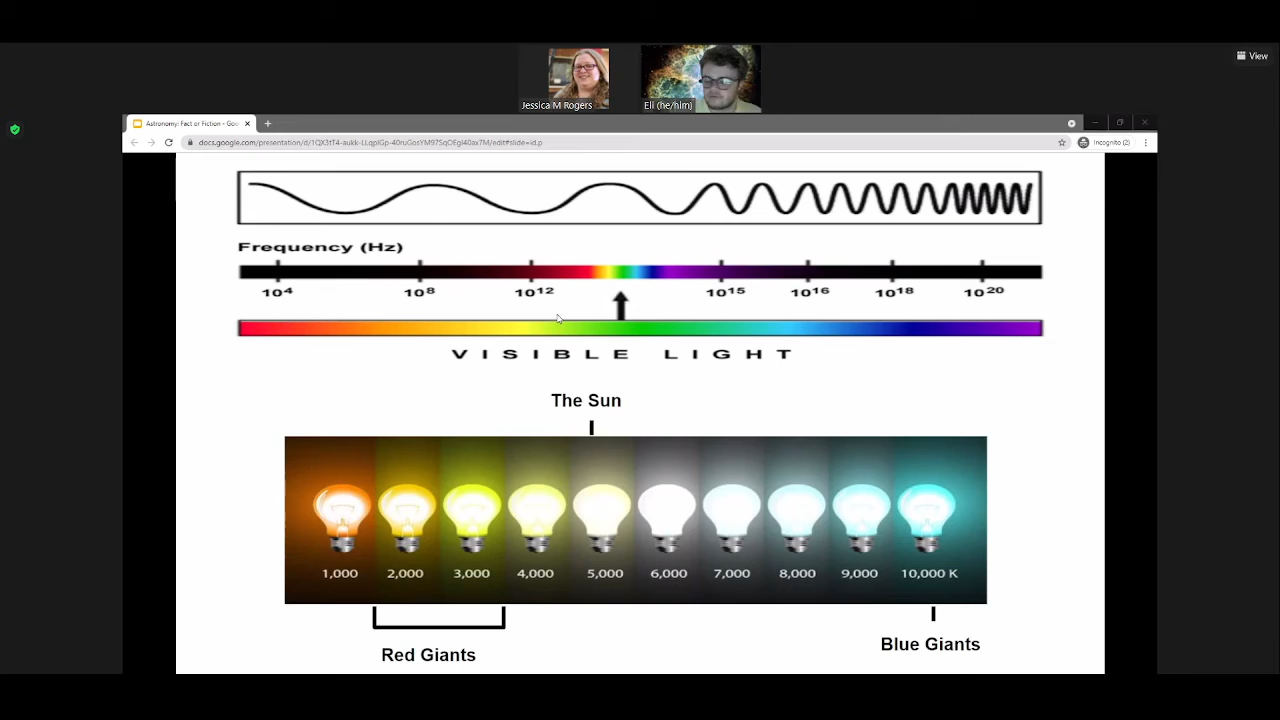 View
Jessica M Rogers
Eli (he/him)
Astronomy: Fact or Fiction - Goo
Incognito (2)
Frequency (Hz)
10⁴ 10⁸ 10¹² 10¹⁵ 10¹⁶ 10¹⁸ 10²⁰
VISIBLE LIGHT
The Sun
1,000 2,000 3,000 4,000 5,000 6,000 7,000 8,000 9,000 10,000 K
Red Giants
Blue Giants